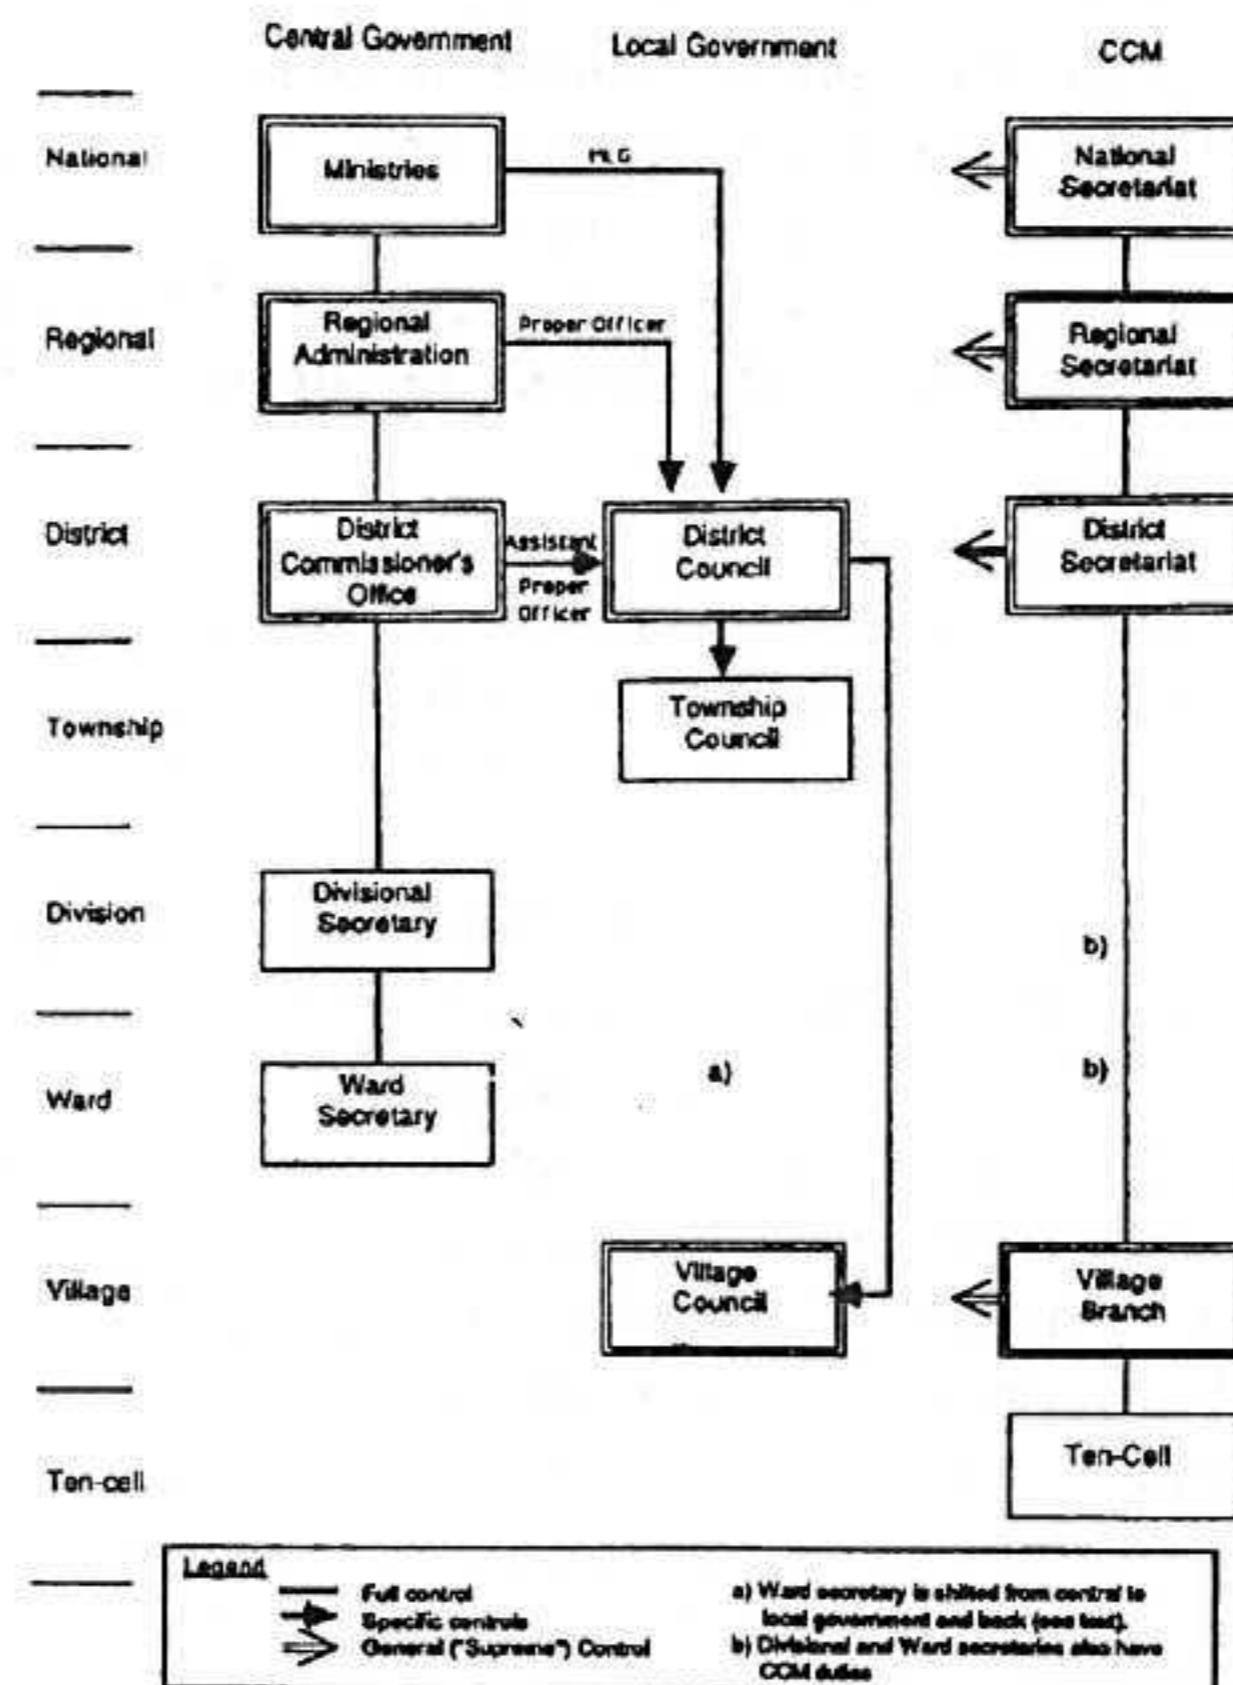 Central Government
Local Government
CCM
National
Ministries
MLG
National
Secretariat
Regional
Regional
Administration
Proper Officer
Regional
Secretariat
District
District
Commissioner's
Office
Assistant
Proper
Officer
District
Council
District
Secretariat
Township
Township
Council
Division
Divisional
Secretary
b)
Ward
Ward
Secretary
a)
b)
Village
Village
Council
Village
Branch
Ten-cell
Ten-Cell
Legend
Full control
Specific controls
General ("Supreme") Control
a) Ward secretary is shifted from central to
local government and back (see text).
b) Divisional and Ward secretaries also have
CCM duties